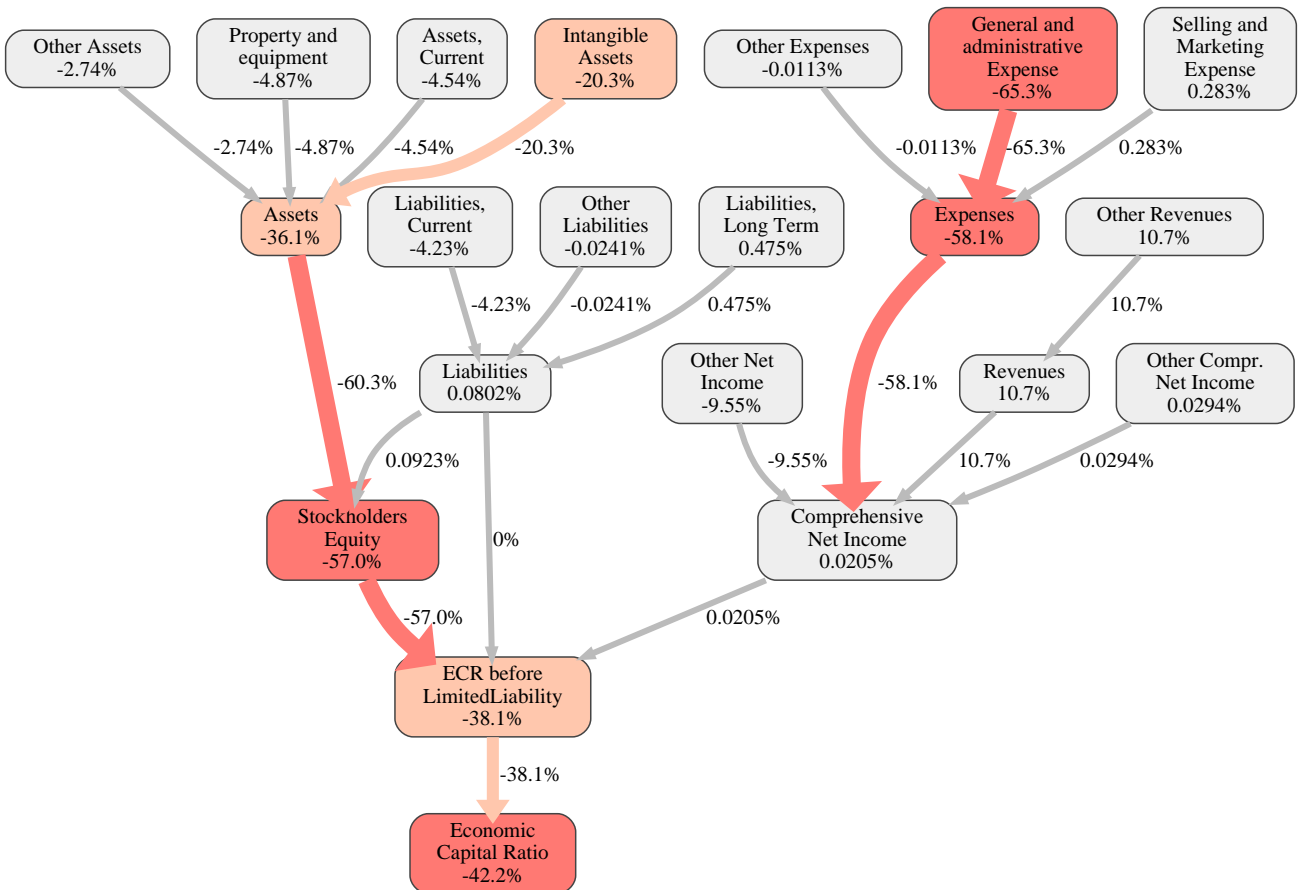 Other Assets
-2.74%
Property and
equipment
-4.87%
Assets,
Current
-4.54%
Intangible
Assets
-20.3%
Other Expenses
-0.0113%
General and
administrative
Expense
-65.3%
Selling and
Marketing
Expense
0.283%
-2.74%
-4.87%
-4.54%
-20.3%
-0.0113%
-65.3%
0.283%
Assets
-36.1%
Liabilities,
Current
-4.23%
Other
Liabilities
-0.0241%
Liabilities,
Long Term
0.475%
Expenses
-58.1%
Other Revenues
10.7%
-4.23%
-0.0241%
0.475%
10.7%
-60.3%
Liabilities
0.0802%
Other Net
Income
-9.55%
-58.1%
Revenues
10.7%
Other Compr.
Net Income
0.0294%
0.0923%
-9.55%
10.7%
0.0294%
Stockholders
Equity
-57.0%
0%
Comprehensive
Net Income
0.0205%
-57.0%
0.0205%
ECR before
LimitedLiability
-38.1%
-38.1%
Economic
Capital Ratio
-42.2%